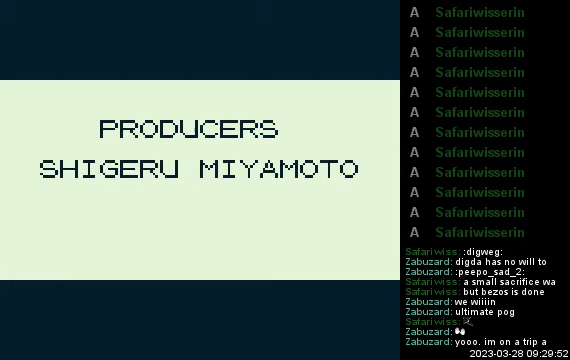 PRODUCERS
SHIGERU MIYAMOTO
A Safariwisserin
A Safariwisserin
A Safariwisserin
A Safariwisserin
A Safariwisserin
A Safariwisserin
A Safariwisserin
A Safariwisserin
A Safariwisserin
A Safariwisserin
A Safariwisserin
A Safariwisserin
Safariwiss: :digweg:
Zabuzard: digda has no will to
Zabuzard: :peepo_sad_2:
Safariwiss: a small sacrifice wa
Safariwiss: but bezos is done
Zabuzard: we wiiiin
Zabuzard: ultimate pog
Safariwiss:
Zabuzard: 🙌
Zabuzard: yooo. im on a trip a
2023-03-28 09:29:52